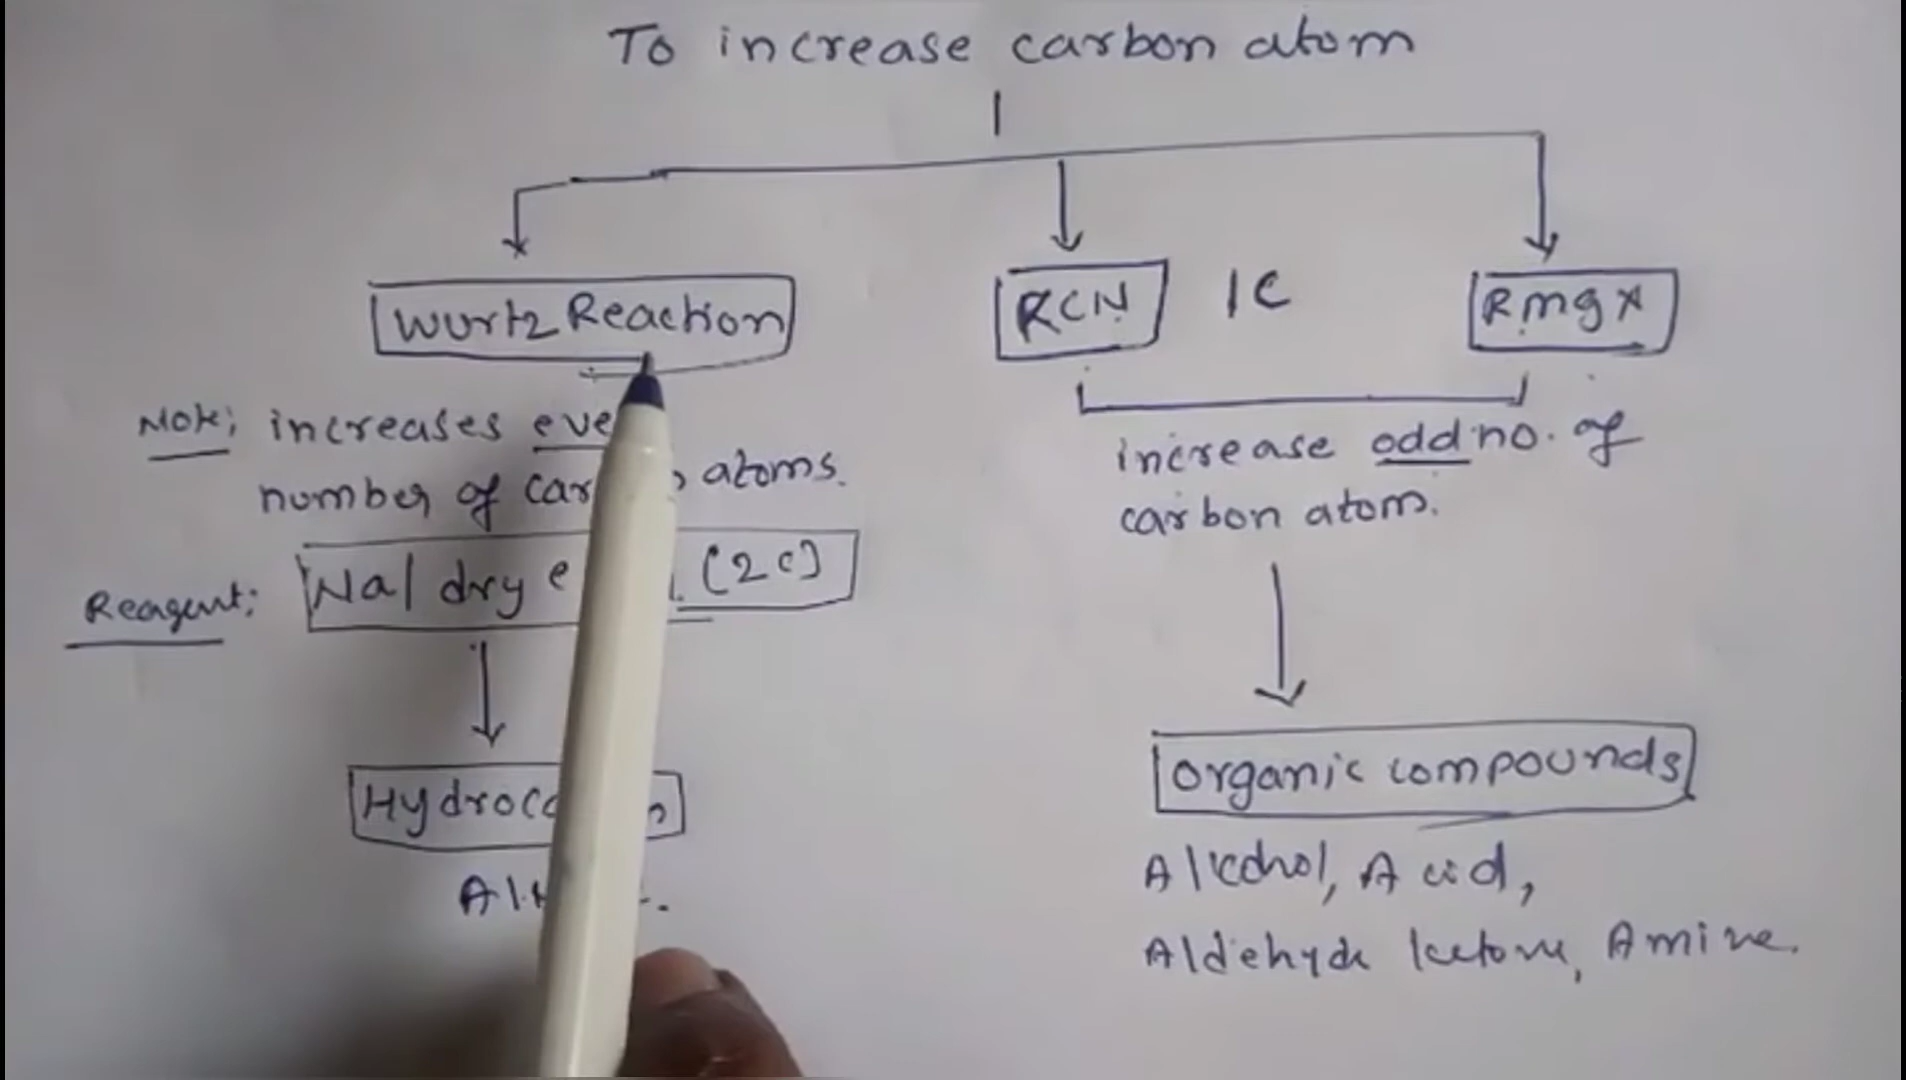 To increase carbon atom
Wurtz Reaction
RCN
1C
RmgX
Note; increases eve
number of car atoms.
increase odd no. of
carbon atom.
Reagent: Na/ dry e (2C)
Hydroca n
organic compounds
Alcohol, Acid,
Aldehyde ketone, Amine.